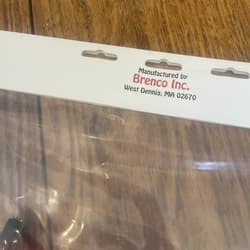 Manufactured by
Brenco Inc.
West Dennis, MA 02670